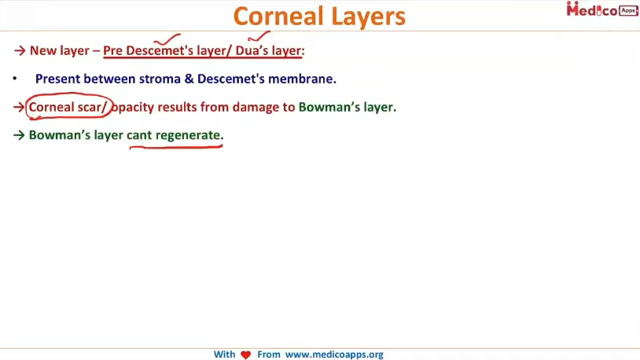 Corneal Layers
Medico Apps
→ New layer – Pre Descemet's layer/ Dua's layer:
• Present between stroma & Descemet's membrane.
→ Corneal scar/ opacity results from damage to Bowman's layer.
→ Bowman's layer cant regenerate.
With ❤ From www.medicoapps.org